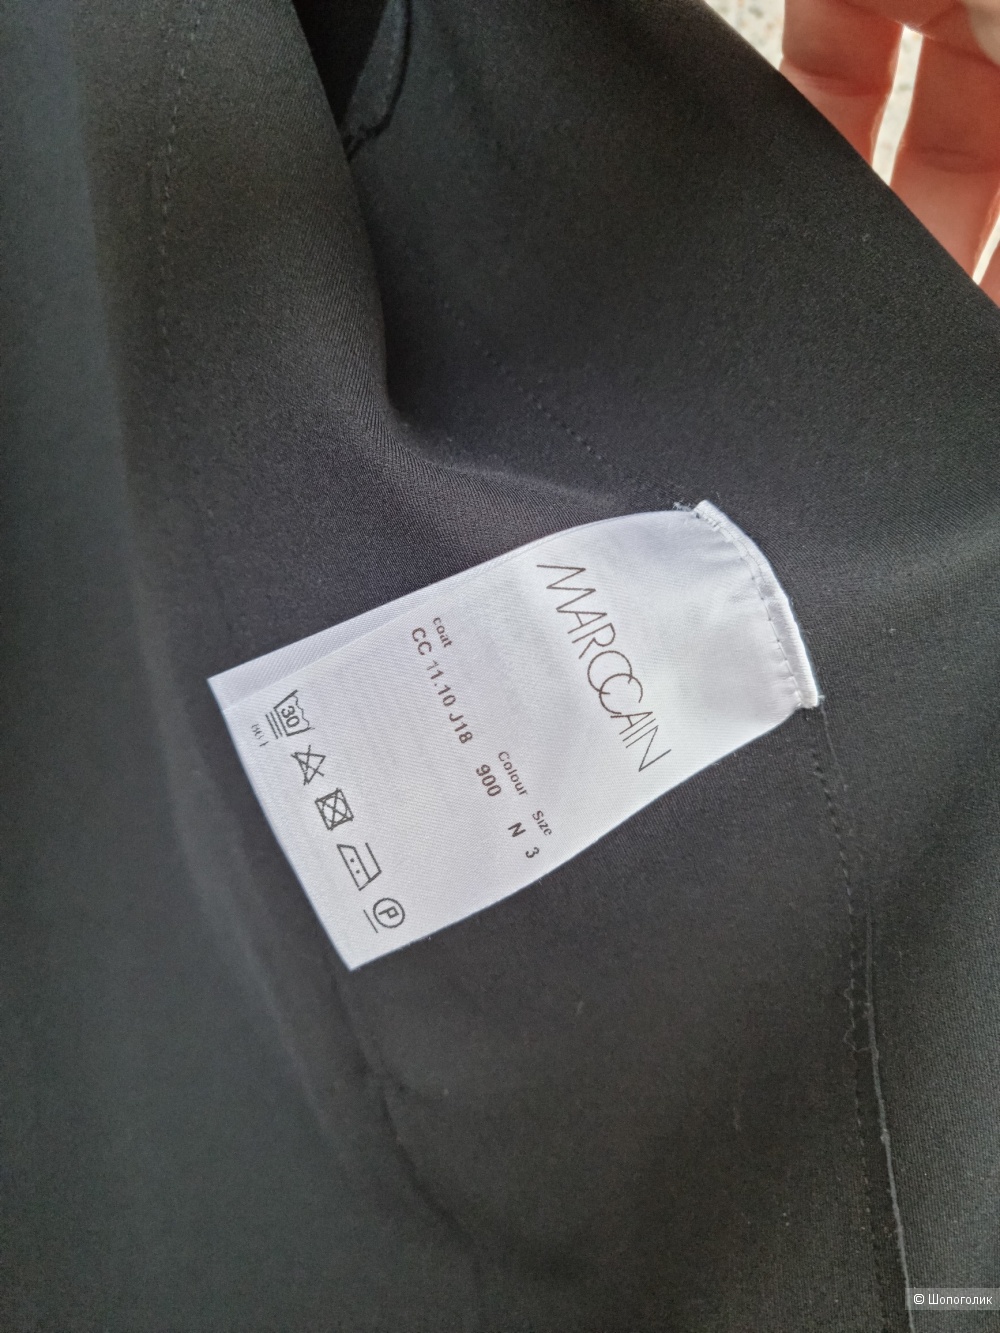 MARCCAIN
Colour Size
900 N 3
coat
CC 11.10 J18
30
P
© Шопоголик